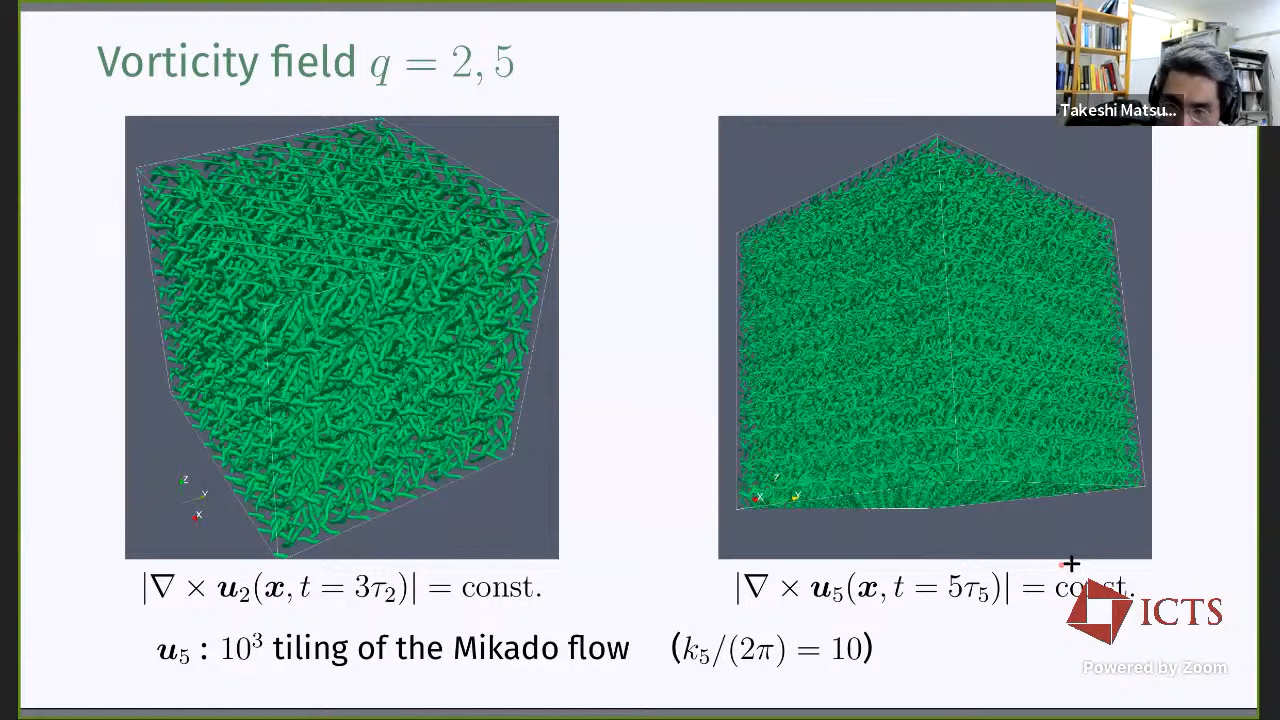 Vorticity field q = 2, 5
Takeshi Matsu...
Z
Y
X
Z
X
Y
|∇ × u₂(x, t = 3τ₂)| = const.
|∇ × u₅(x, t = 5τ₅)| = const.
ICTS
u₅ : 10³ tiling of the Mikado flow (k₅/(2π) = 10)
Powered by Zoom